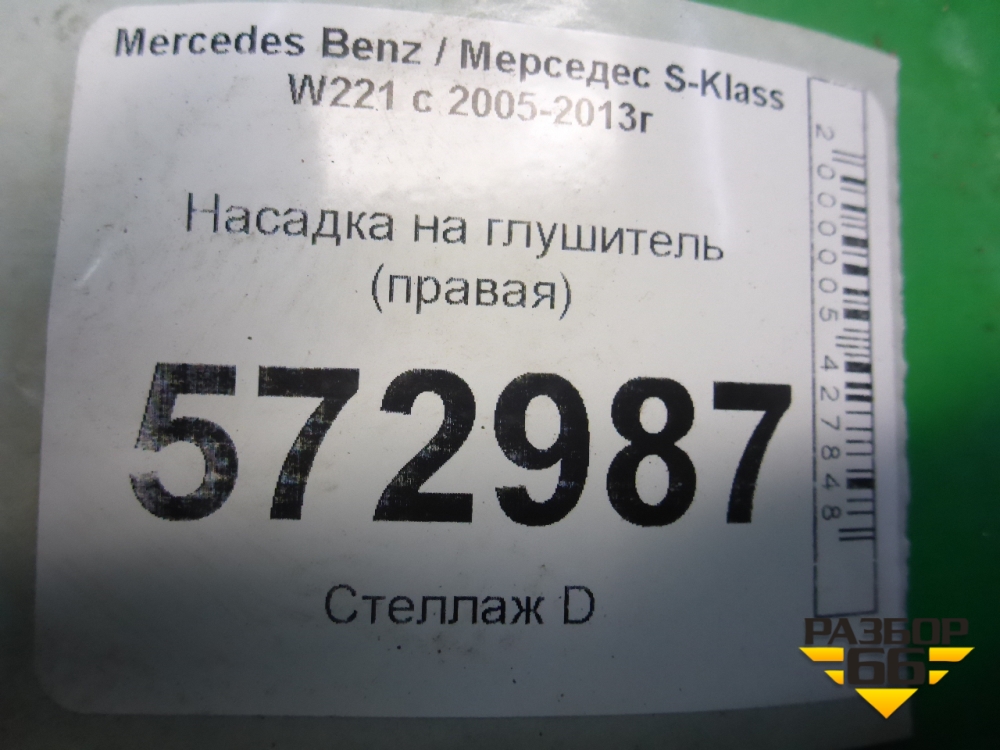 Mercedes Benz / Мерседес S-Klass
W221 с 2005-2013г
Насадка на глушитель
(правая)
572987
Стеллаж D
2000005427848
РАЗБОР
66